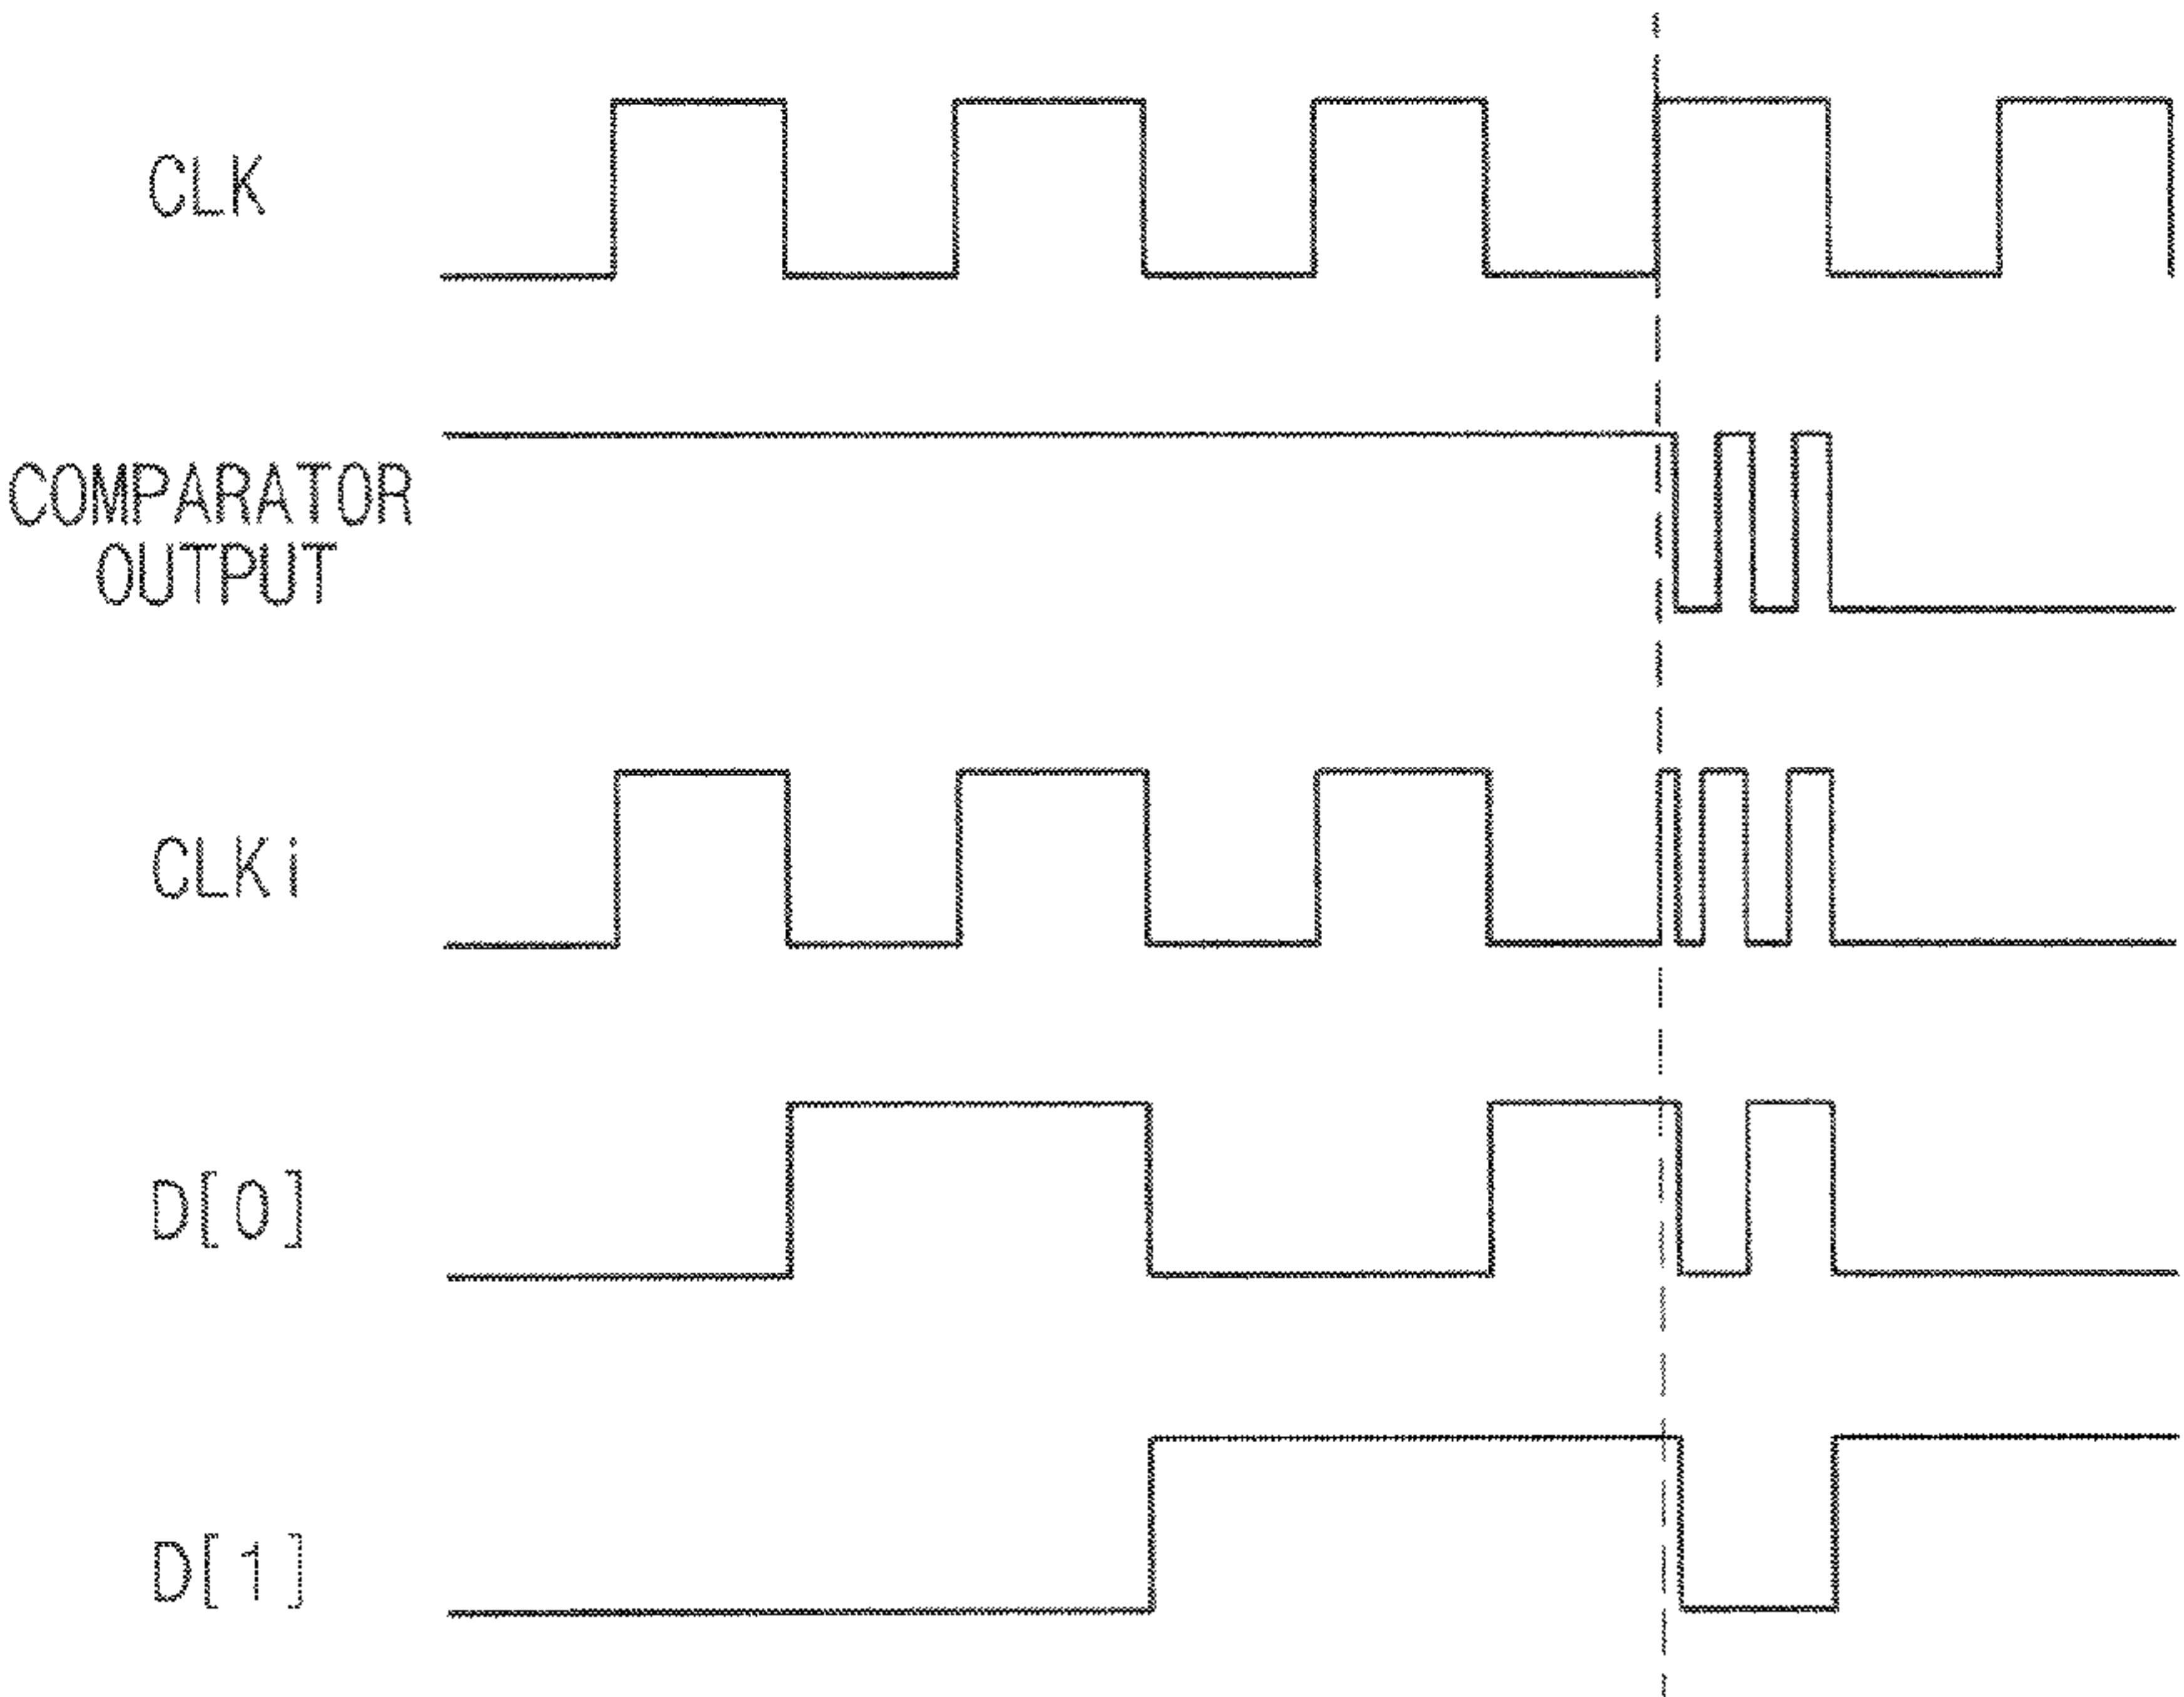 CLK
COMPARATOR
OUTPUT
CLKi
D[0]
D[1]